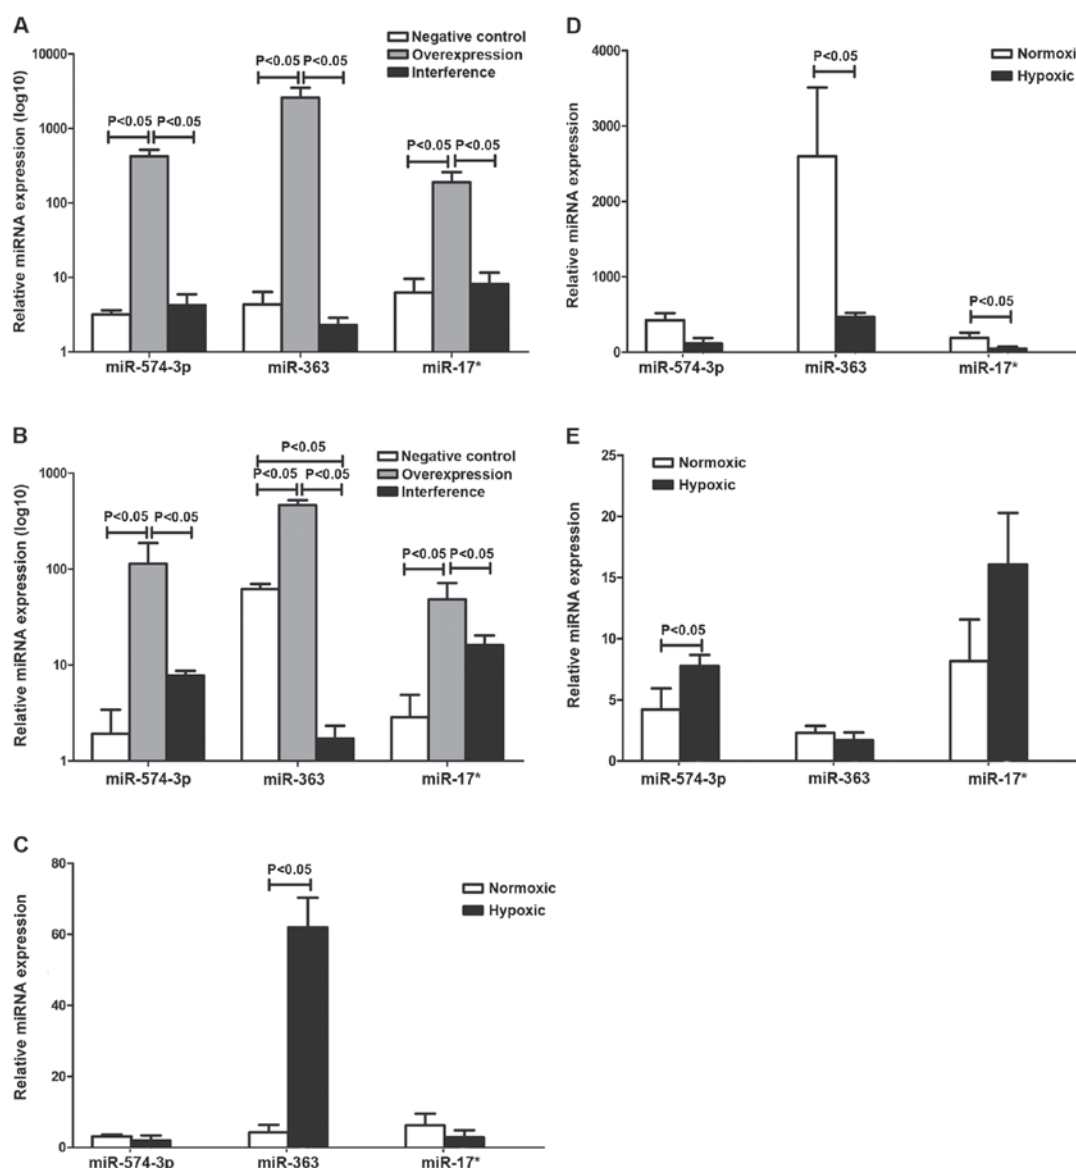 A
Relative miRNA expression (log10)
10000
1000
100
10
1
Negative control
Overexpression
Interference
P<0.05 P<0.05
P<0.05 P<0.05
P<0.05 P<0.05
miR-574-3p miR-363 miR-17*
B
Relative miRNA expression (log10)
1000
100
10
1
Negative control
Overexpression
Interference
P<0.05
P<0.05 P<0.05
P<0.05 P<0.05
P<0.05 P<0.05
miR-574-3p miR-363 miR-17*
C
Relative miRNA expression
80
60
40
20
0
P<0.05
Normoxic
Hypoxic
miR-574-3p miR-363 miR-17*
D
Relative miRNA expression
4000
3000
2000
1000
0
Normoxi
Hypoxic
P<0.05
P<0.05
miR-574-3p miR-363 miR-17*
E
Relative miRNA expression
25
20
15
10
5
0
Normoxic
Hypoxic
P<0.05
miR-574-3p miR-363 miR-17*